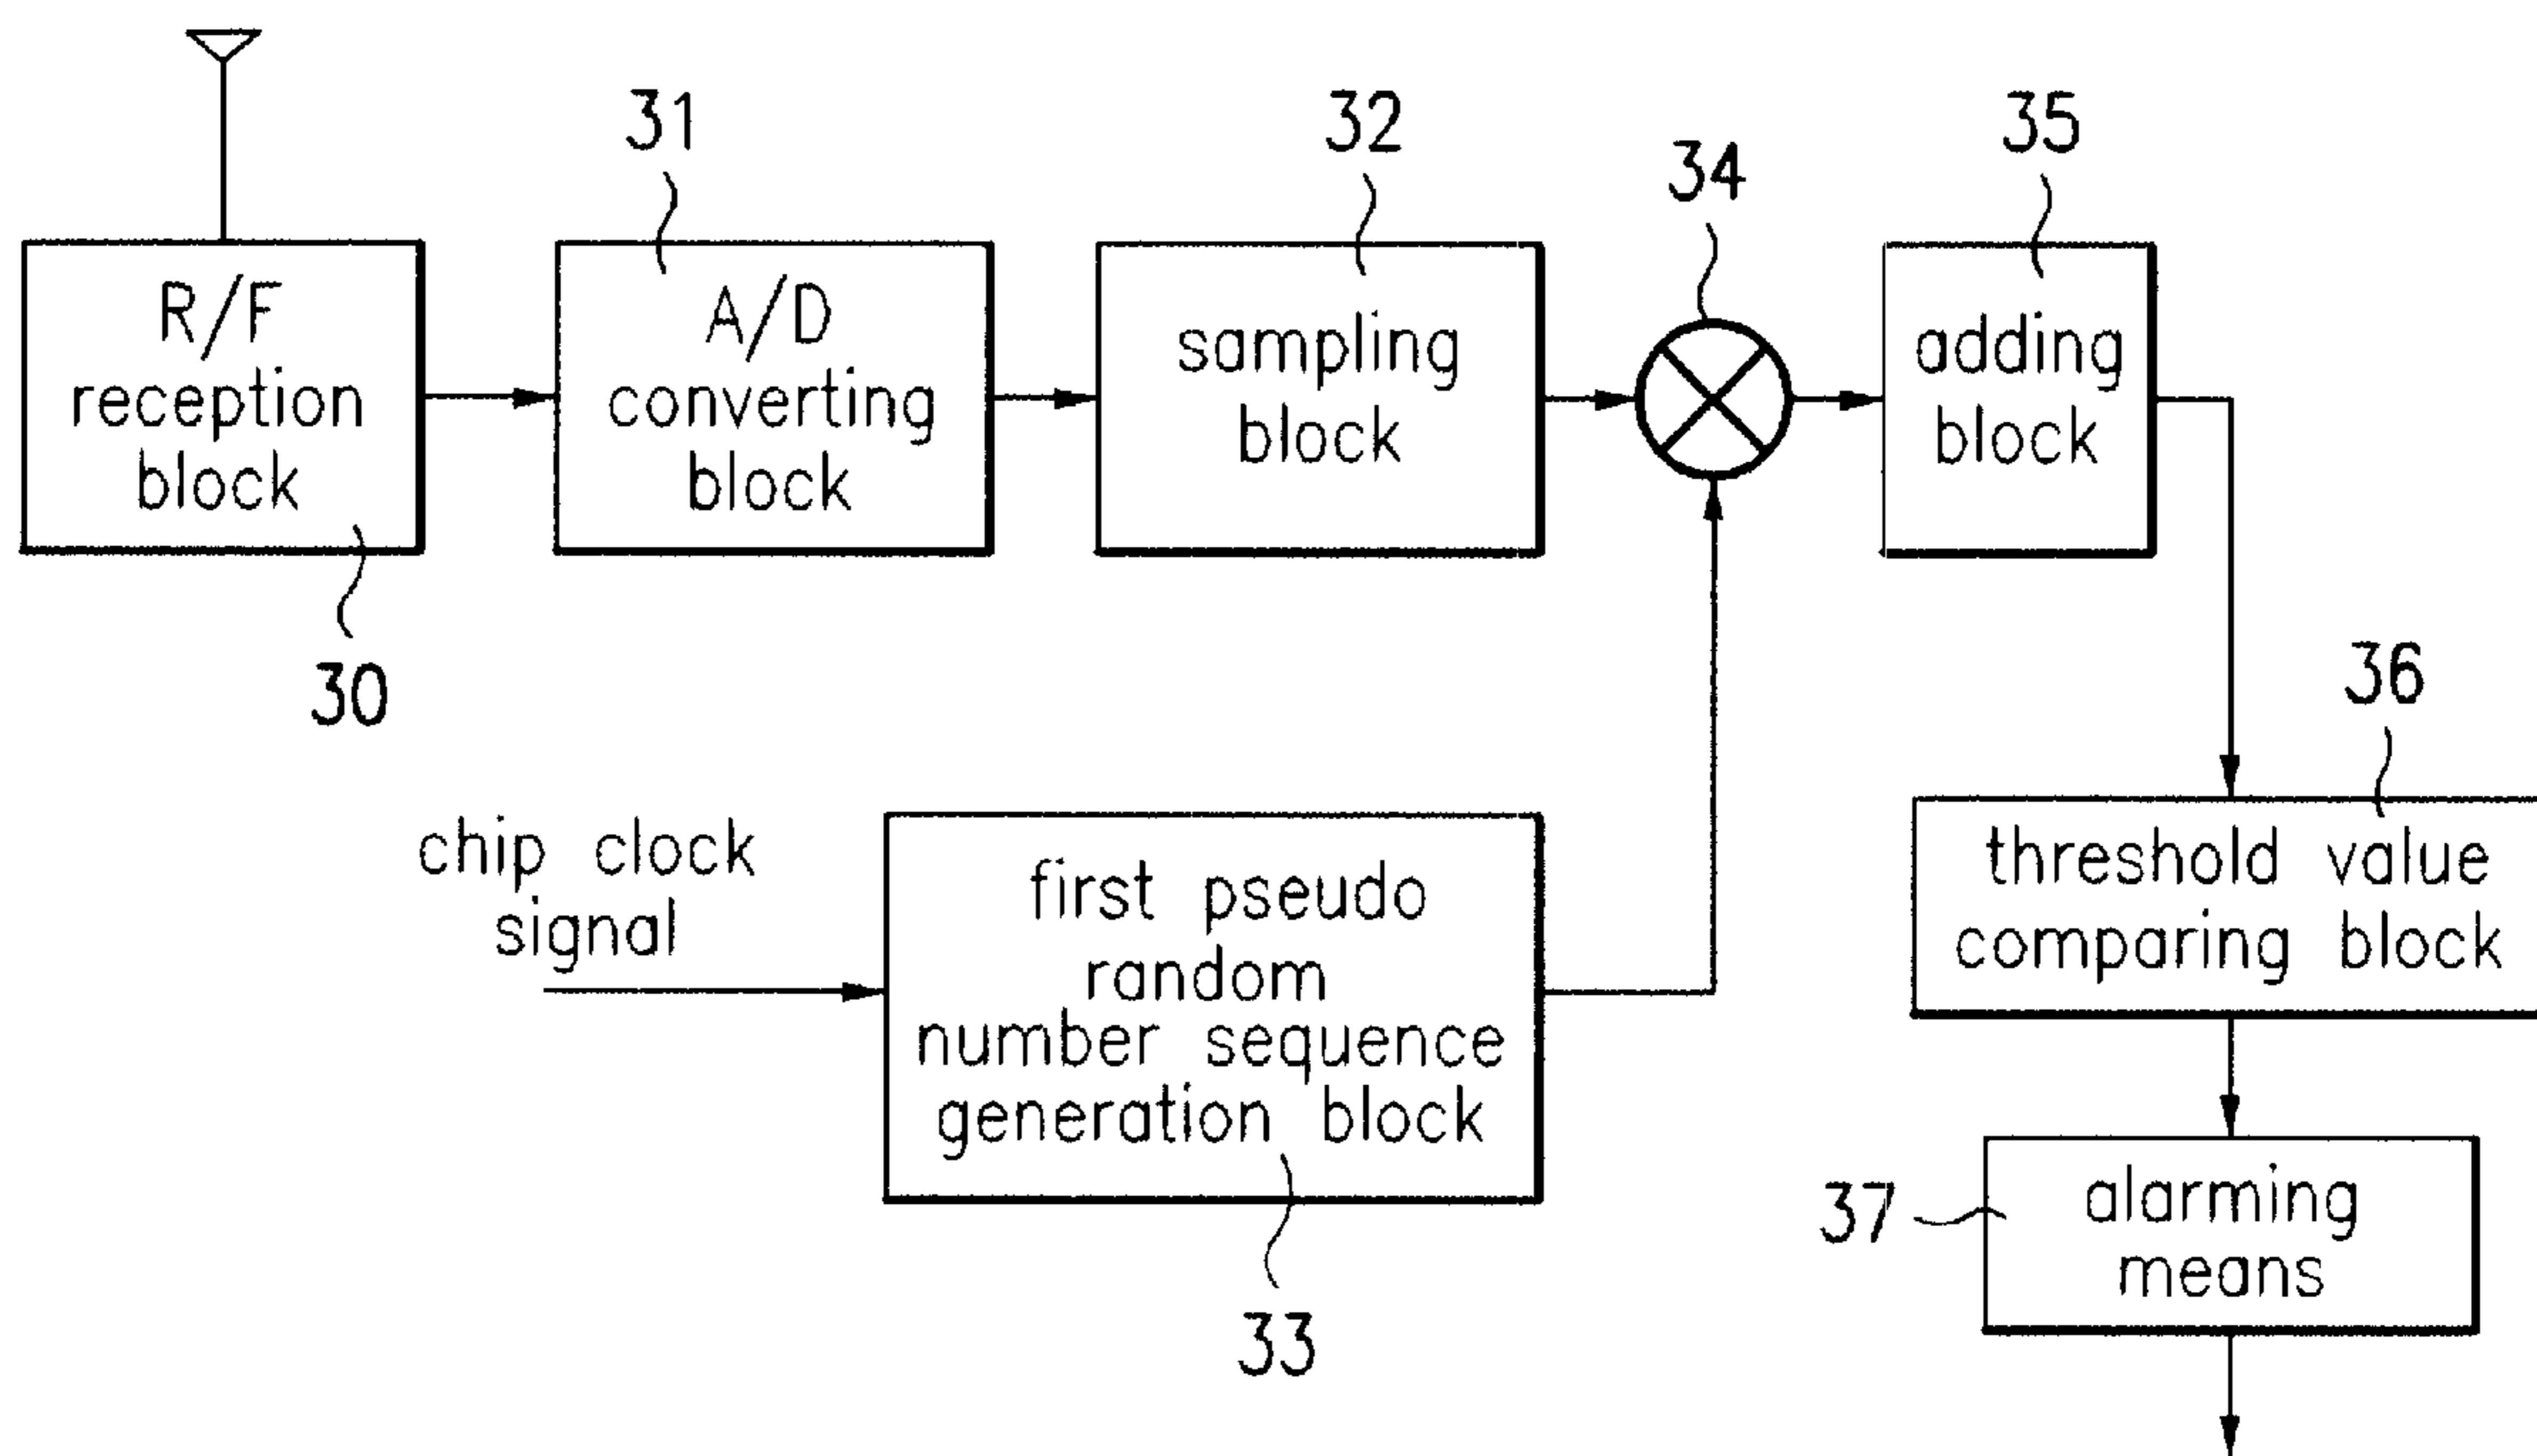 31
32
34
35
R/F
reception
block
A/D
converting
block
sampling
block
adding
block
30
36
chip clock
signal
first pseudo
random
number sequence
generation block
threshold value
comparing block
37
alarming
means
33